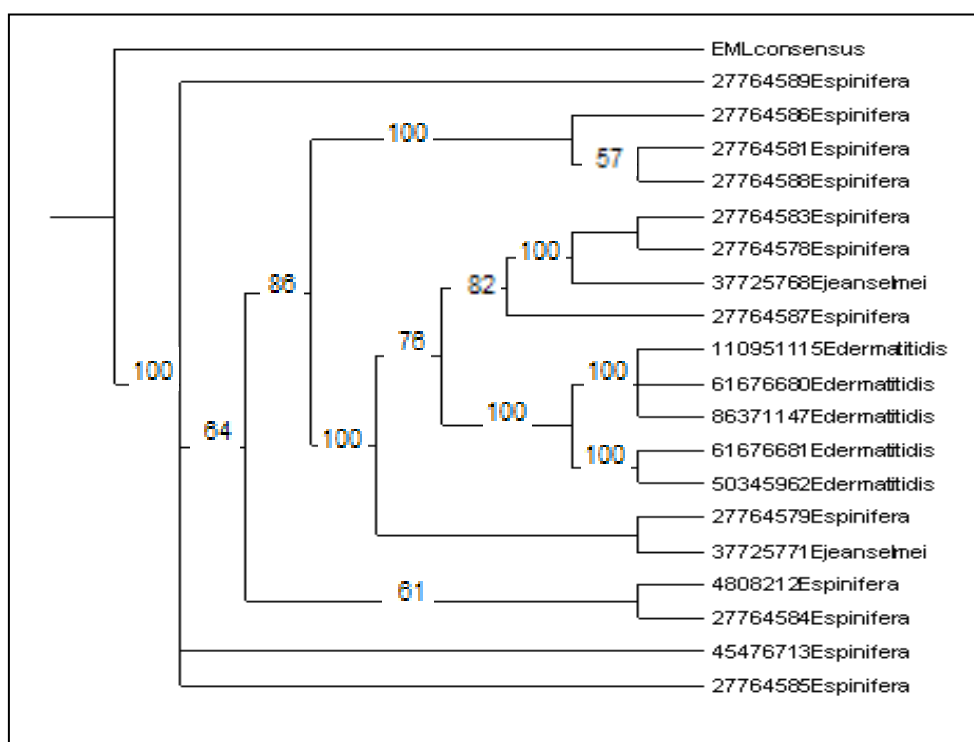 EMLconsensus
27764589Espinifera
27764586Espinifera
100
27764581Espinifera
57
27764588Espinifera
27764583Espinifera
100
27764578Espinifera
86
82
37725768Ejeanselmei
27764587Espinifera
76
110951115Edermatitidis
100
100
61676680Edermatitidis
100
86371147Edermatitidis
64
100
61676681Edermatitidis
100
50345962Edermatitidis
27764579Espinifera
37725771Ejeanselmei
61
4808212Espinifera
27764584Espinifera
45476713Espinifera
27764585Espinifera